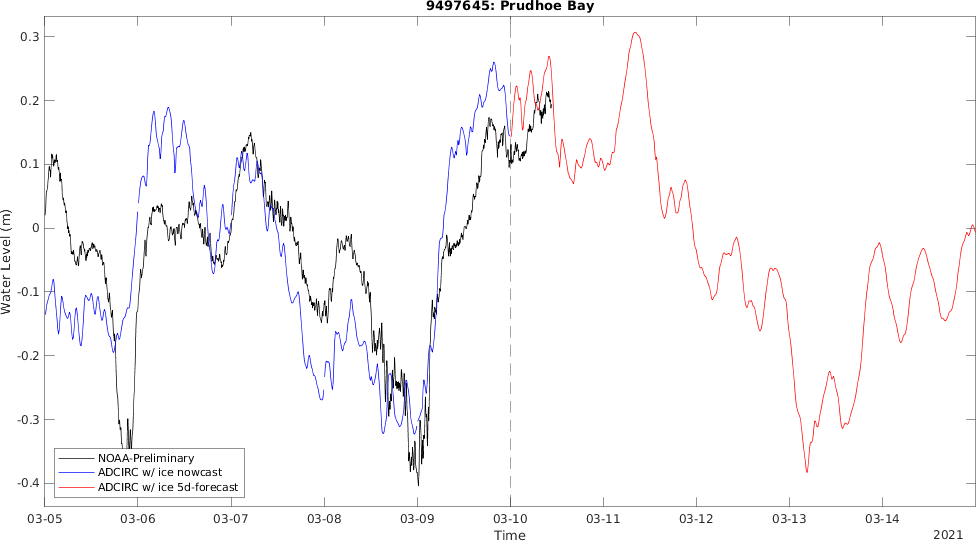 9497645: Prudhoe Bay
0.3
0.2
0.1
0
-0.1
-0.2
-0.3
-0.4
Water Level (m)
NOAA-Preliminary
ADCIRC w/ ice nowcast
ADCIRC w/ ice 5d-forecast
03-05 03-06 03-07 03-08 03-09 03-10 03-11 03-12 03-13 03-14
Time
2021